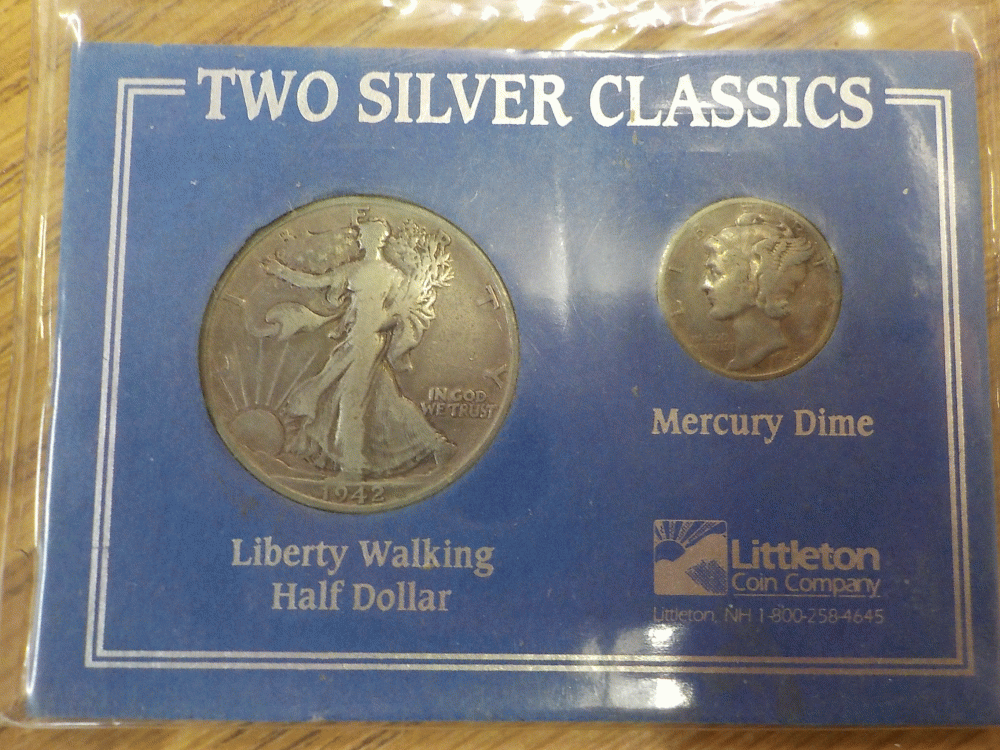 TWO SILVER CLASSICS
LIBERTY
IN GOD
WE TRUST
1942
Mercury Dime
Liberty Walking
Half Dollar
Littleton
Coin Company
Littleton, NH 1-800-258-4645